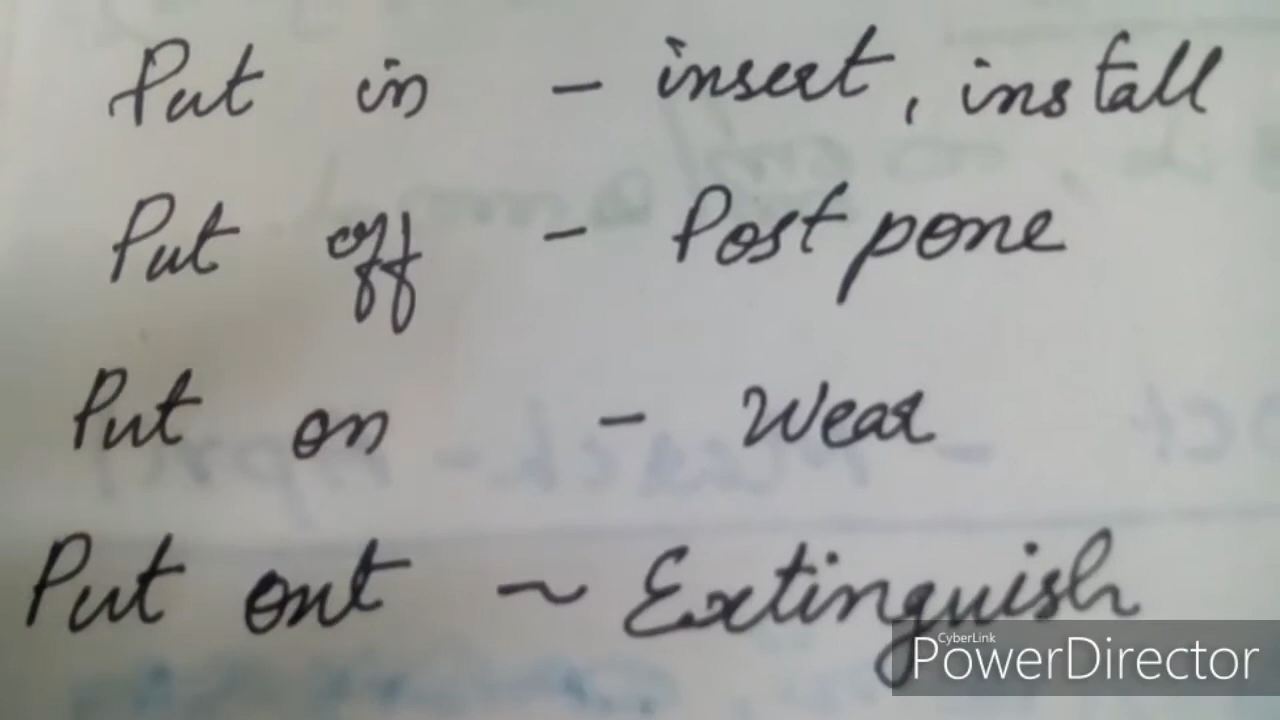 Put in - insert, install
Put off - Postpone
Put on - Wear
Put out ~ Extinguish
CyberLink
PowerDirector